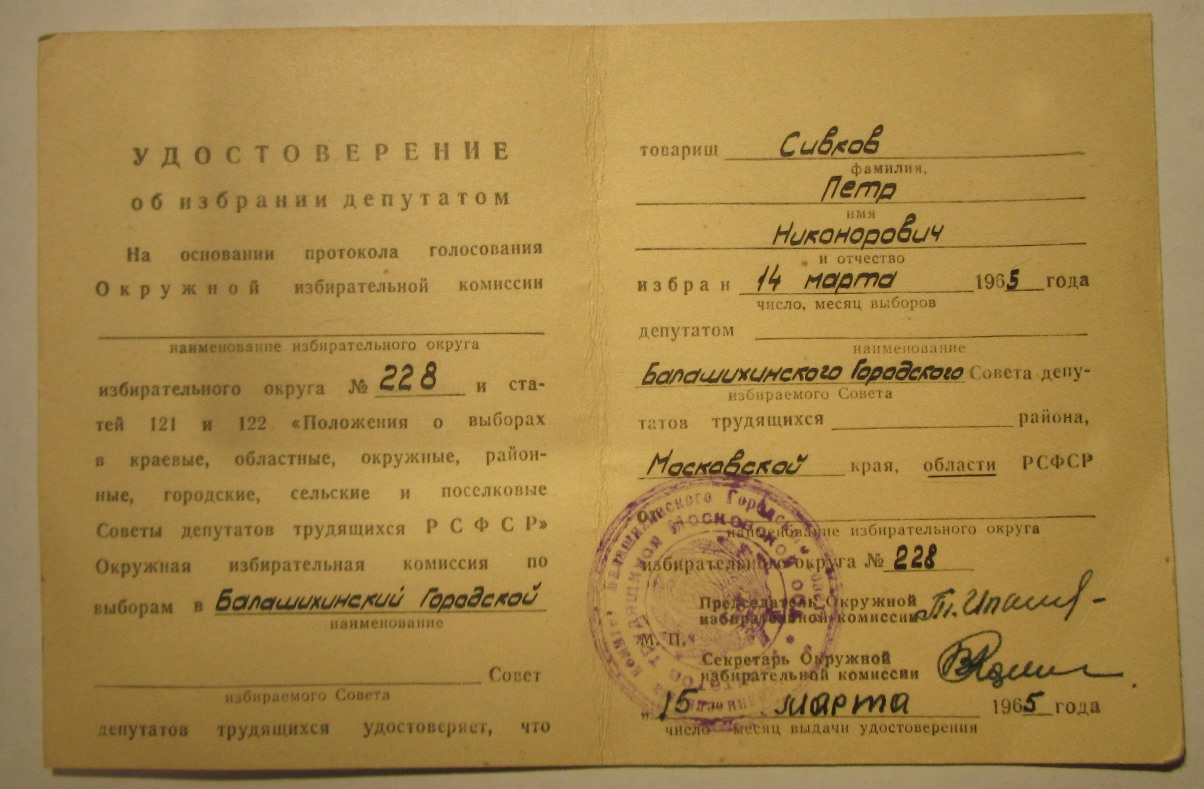 УДОСТОВЕРЕНИЕ
об избрании депутатом
На основании протокола голосования
Окружной избирательной комиссии
наименование избирательного округа
избирательного округа № 228 и ста-
тей 121 и 122 «Положения о выборах
в краевые, областные, окружные, район-
ные, городские, сельские и поселковые
Советы депутатов трудящихся РСФСР»
Окружная избирательная комиссия по
выборам в Балашихинский Городской
наименование
Совет
избираемого Совета
депутатов трудящихся удостоверяет, что
товарищ Сивков
фамилия,
Петр
имя
Никонорович
и отчество
избран 14 марта 1965 года
число, месяц выборов
депутатом
наименование
Балашихинского Городского Совета депу-
избираемого Совета
татов трудящихся района,
Московской края, области РСФСР
от
наименование избирательного округа
избирательного округа № 228
Председатель Окружной
избирательной комиссии
М. П.
Секретарь Окружной
избирательной комиссии
„15" марта 1965 года
число месяц выдачи удостоверения